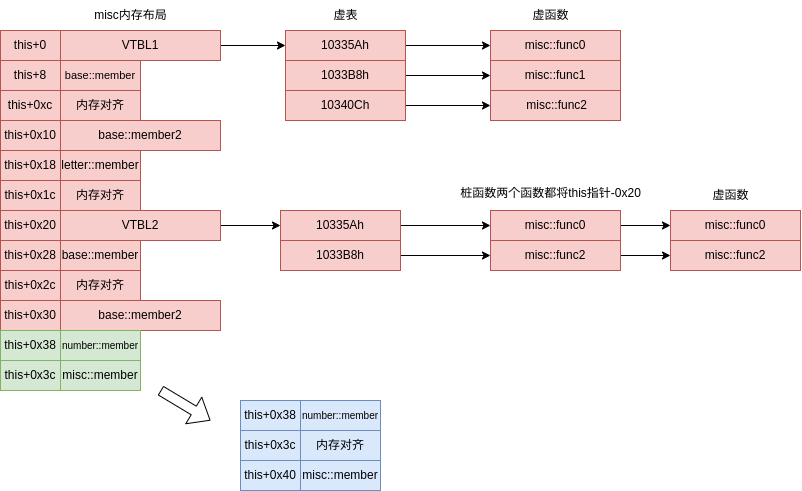 misc内存布局 虚表 虚函数
this+0 VTBL1 10335Ah misc::func0
this+8 base::member 1033B8h misc::func1
this+0xc 内存对齐 10340Ch misc::func2
this+0x10 base::member2
this+0x18 letter::member
this+0x1c 内存对齐 桩函数两个函数都将this指针-0x20 虚函数
this+0x20 VTBL2 10335Ah misc::func0 misc::func0
this+0x28 base::member 1033B8h misc::func2 misc::func2
this+0x2c 内存对齐
this+0x30 base::member2
this+0x38 number::member
this+0x3c misc::member
this+0x38 number::member
this+0x3c 内存对齐
this+0x40 misc::member